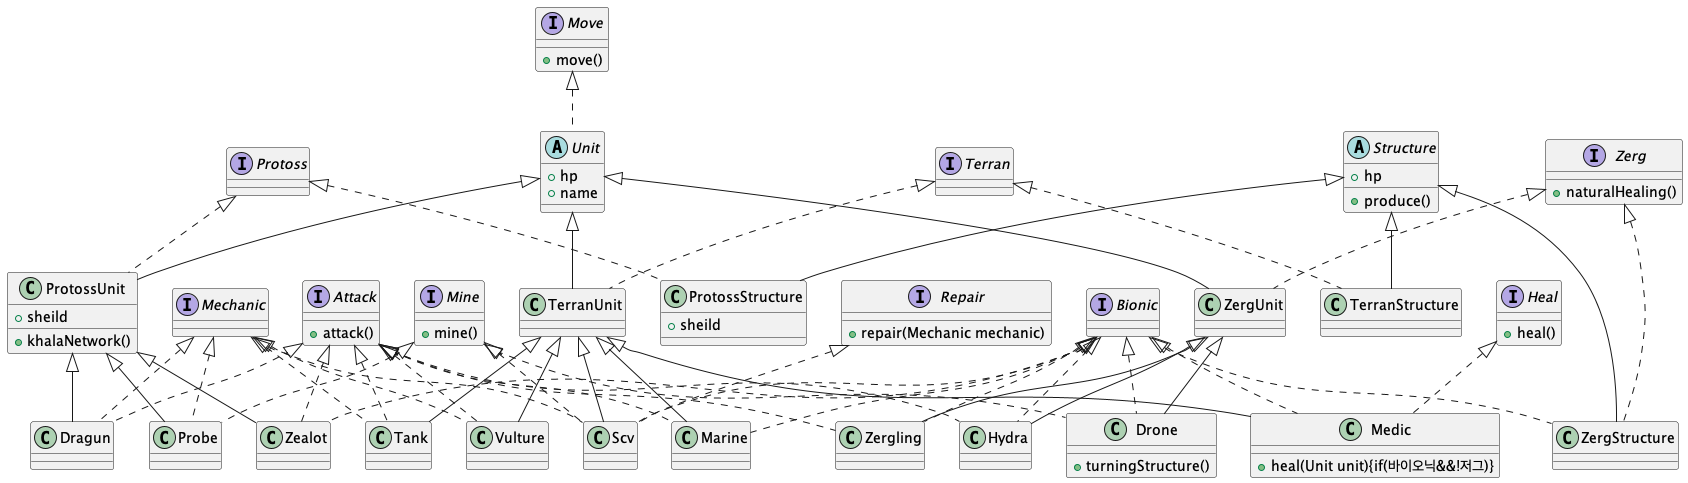 I Move
move()
I Protoss
A Unit
hp
name
I Terran
A Structure
hp
produce()
I Zerg
naturalHealing()
C ProtossUnit
sheild
khalaNetwork()
I Mechanic
I Attack
attack()
I Mine
mine()
C TerranUnit
C ProtossStructure
sheild
I Repair
repair(Mechanic mechanic)
I Bionic
C ZergUnit
C TerranStructure
I Heal
heal()
C Dragun
C Probe
C Zealot
C Tank
C Vulture
C Scv
C Marine
C Zergling
C Hydra
C Drone
turningStructure()
C Medic
heal(Unit unit){if(바이오닉&&!저그)}
C ZergStructure